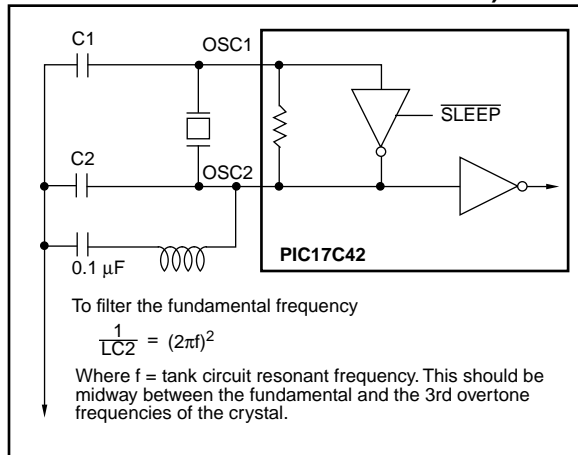 C1
OSC1
SLEEP
C2
OSC2
PIC17C42
0.1 µF
To filter the fundamental frequency
1/LC2 = (2πf)²
Where f = tank circuit resonant frequency. This should be
midway between the fundamental and the 3rd overtone
frequencies of the crystal.